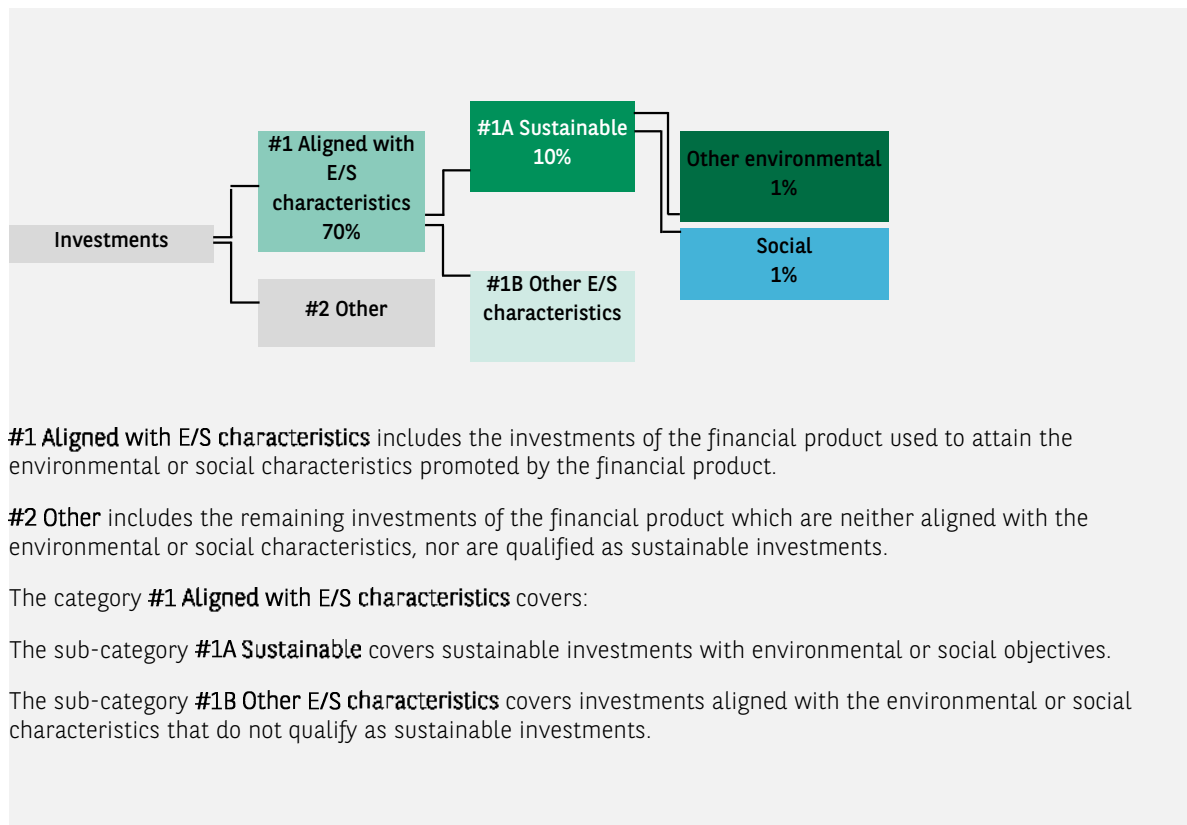 Investments
#1 Aligned with
E/S
characteristics
70%
#2 Other
#1A Sustainable
10%
#1B Other E/S
characteristics
Other environmental
1%
Social
1%
#1 Aligned with E/S characteristics includes the investments of the financial product used to attain the
environmental or social characteristics promoted by the financial product.
#2 Other includes the remaining investments of the financial product which are neither aligned with the
environmental or social characteristics, nor are qualified as sustainable investments.
The category #1 Aligned with E/S characteristics covers:
The sub-category #1A Sustainable covers sustainable investments with environmental or social objectives.
The sub-category #1B Other E/S characteristics covers investments aligned with the environmental or social
characteristics that do not qualify as sustainable investments.